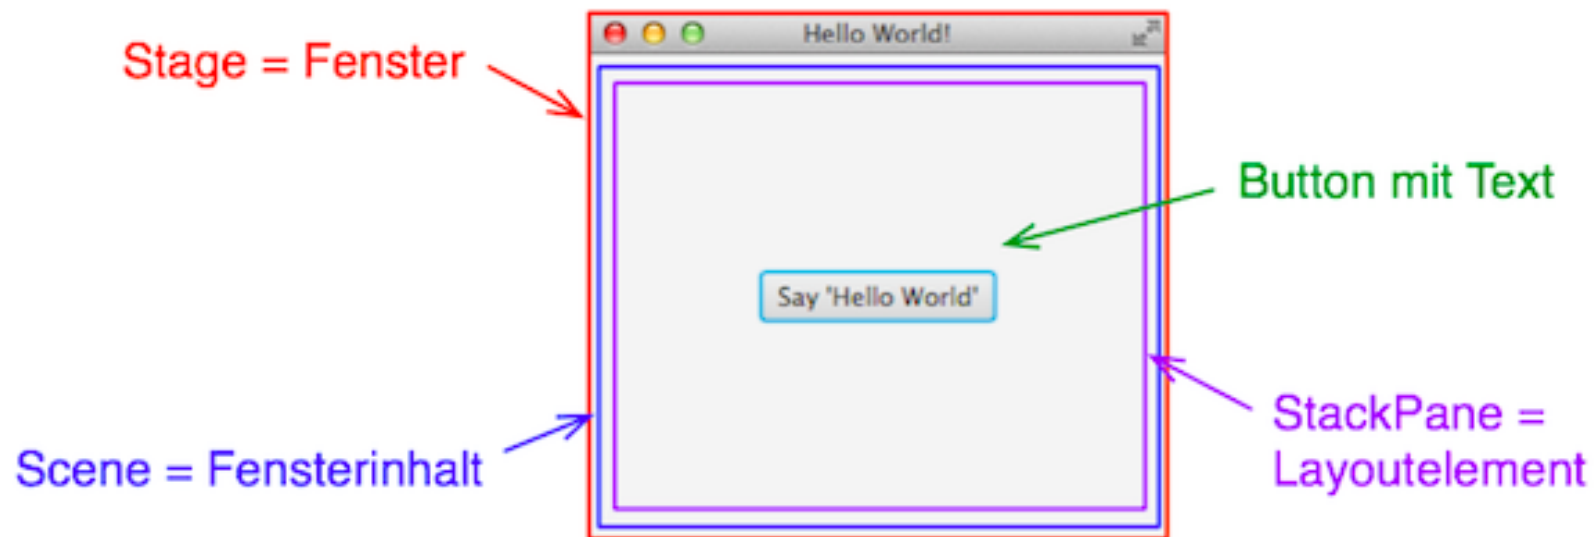 Hello World!
Stage = Fenster
Button mit Text
Say "Hello World"
StackPane =
Layoutelement
Scene = Fensterinhalt